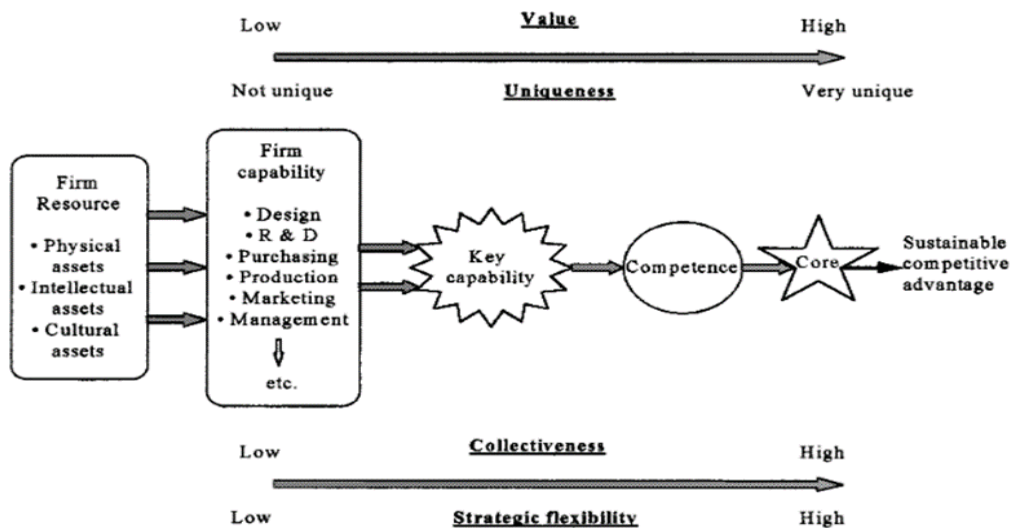 Low Value High
Not unique Uniqueness Very unique
Firm
Resource
• Physical
assets
• Intellectual
assets
• Cultural
assets
Firm
capability
• Design
• R & D
• Purchasing
• Production
• Marketing
• Management
etc.
Key
capability
Competence
Core
Sustainable
competitive
advantage
Low Collectiveness High
Low Strategic flexibility High